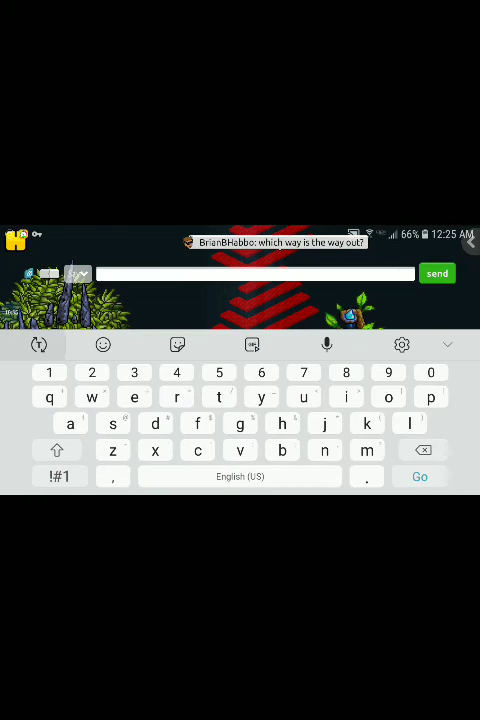 66% 12:25 AM
BrianBHabbo: which way is the way out?
send
1 2 3 4 5 6 7 8 9 0
q w e r t y u i o p
a s d f g h j k l
z x c v b n m
!#1 , English (US) . Go